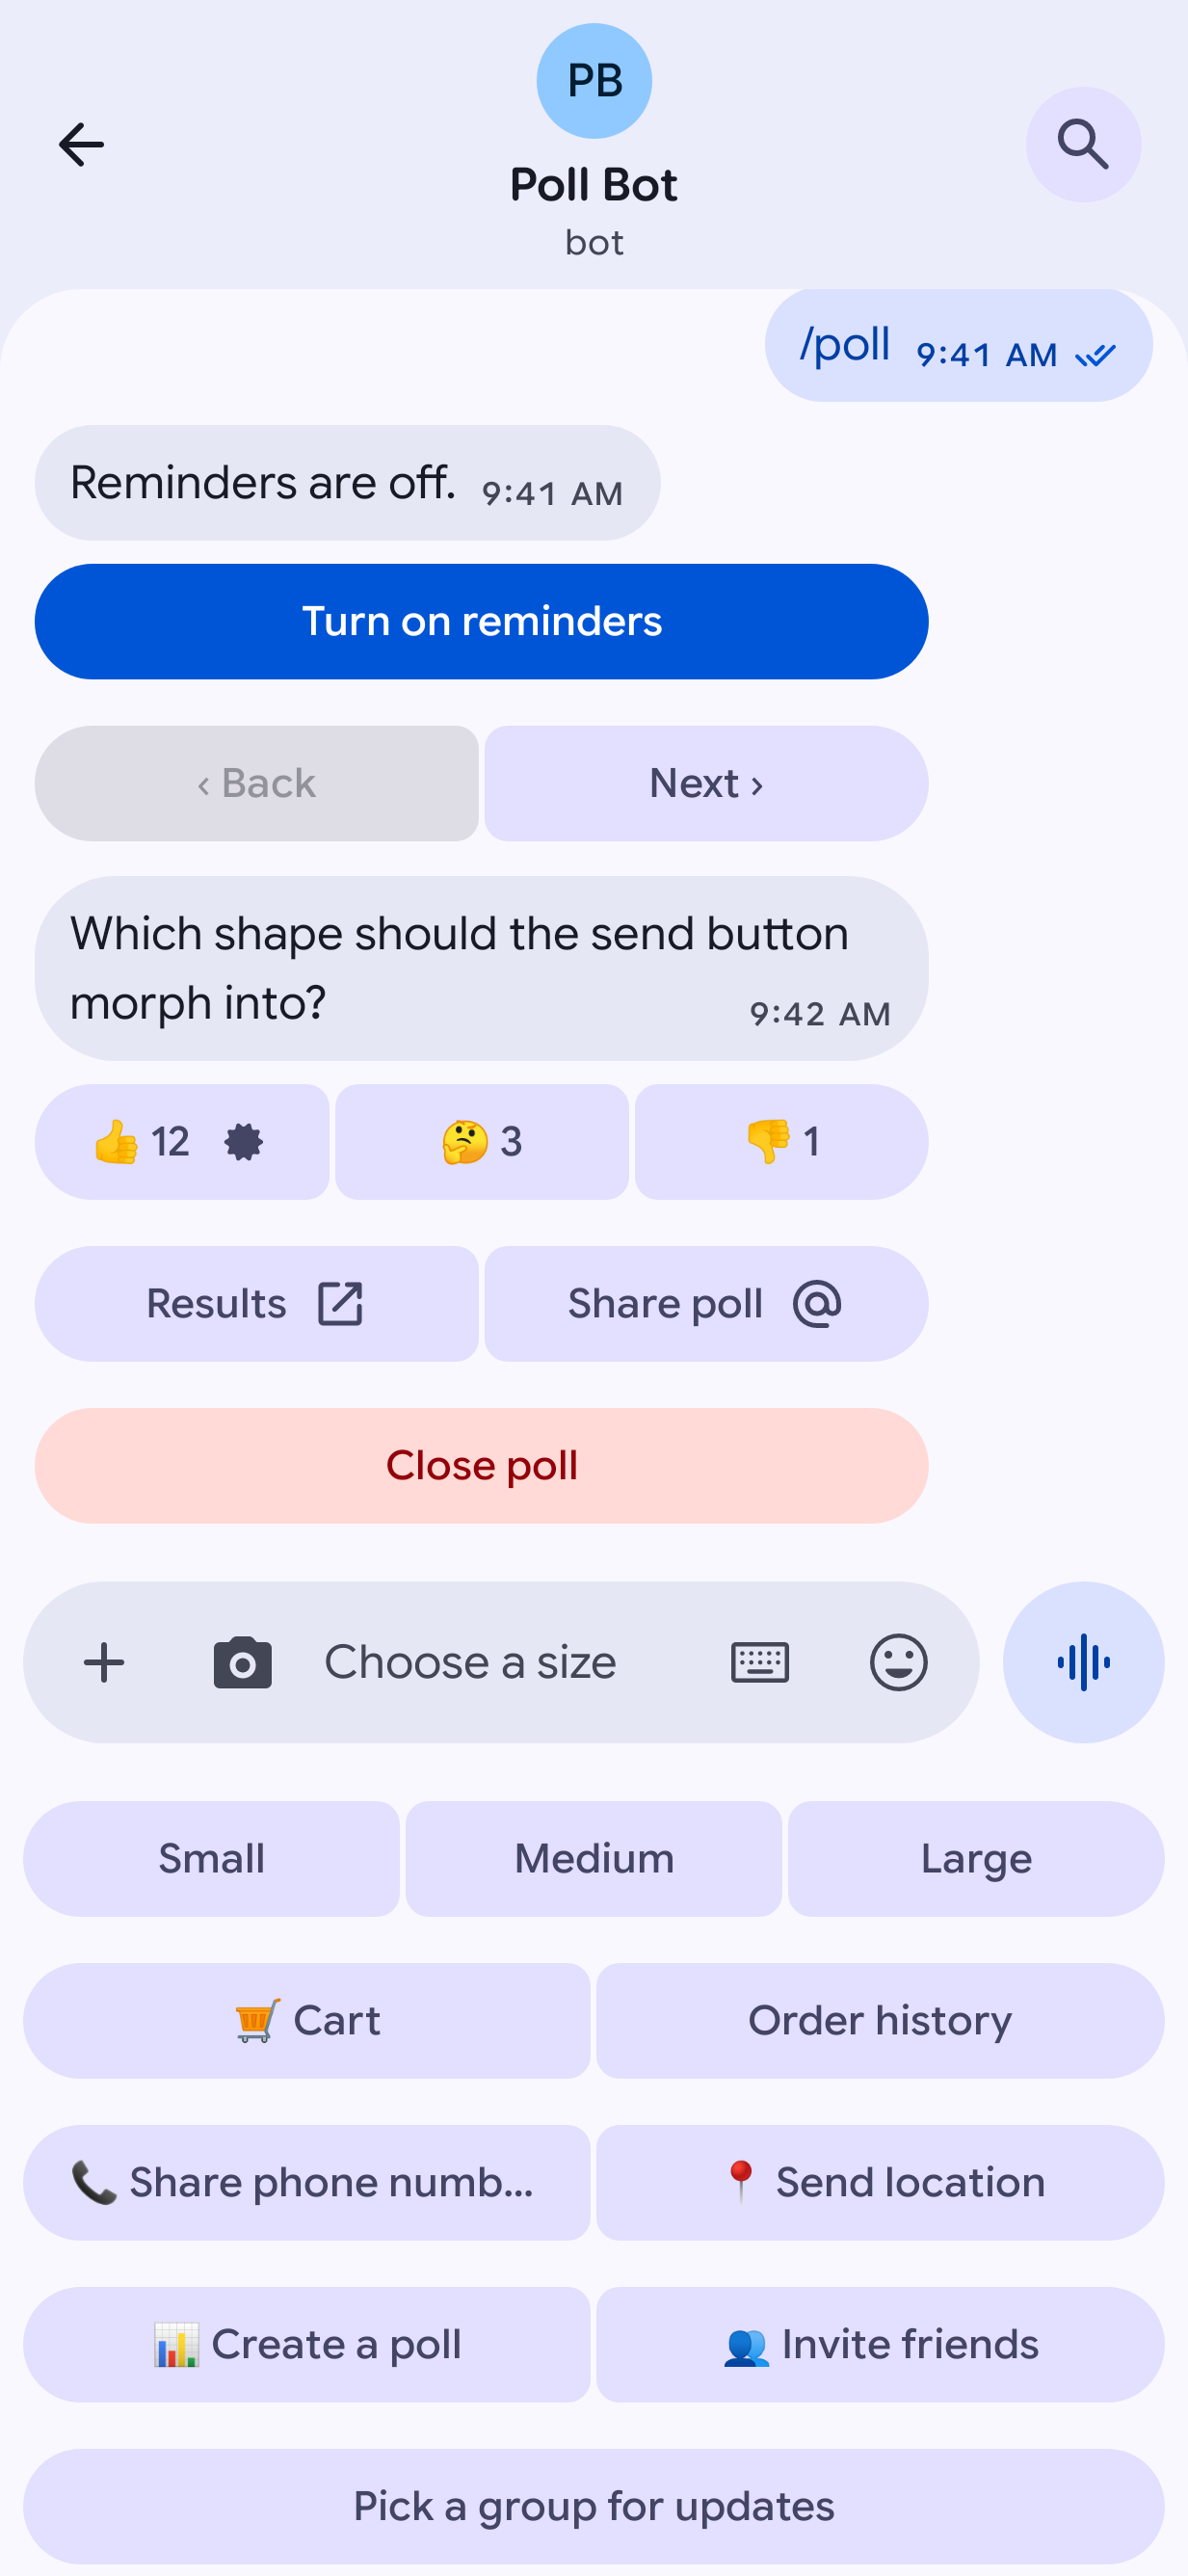 PB
Poll Bot
bot
/poll 9:41 AM
Reminders are off. 9:41 AM
Turn on reminders
‹ Back
Next ›
Which shape should the send button
morph into? 9:42 AM
👍 12
🤔 3
👎 1
Results
Share poll
Close poll
Choose a size
Small
Medium
Large
🛒 Cart
Order history
📞 Share phone numb...
📍 Send location
📊 Create a poll
👥 Invite friends
Pick a group for updates